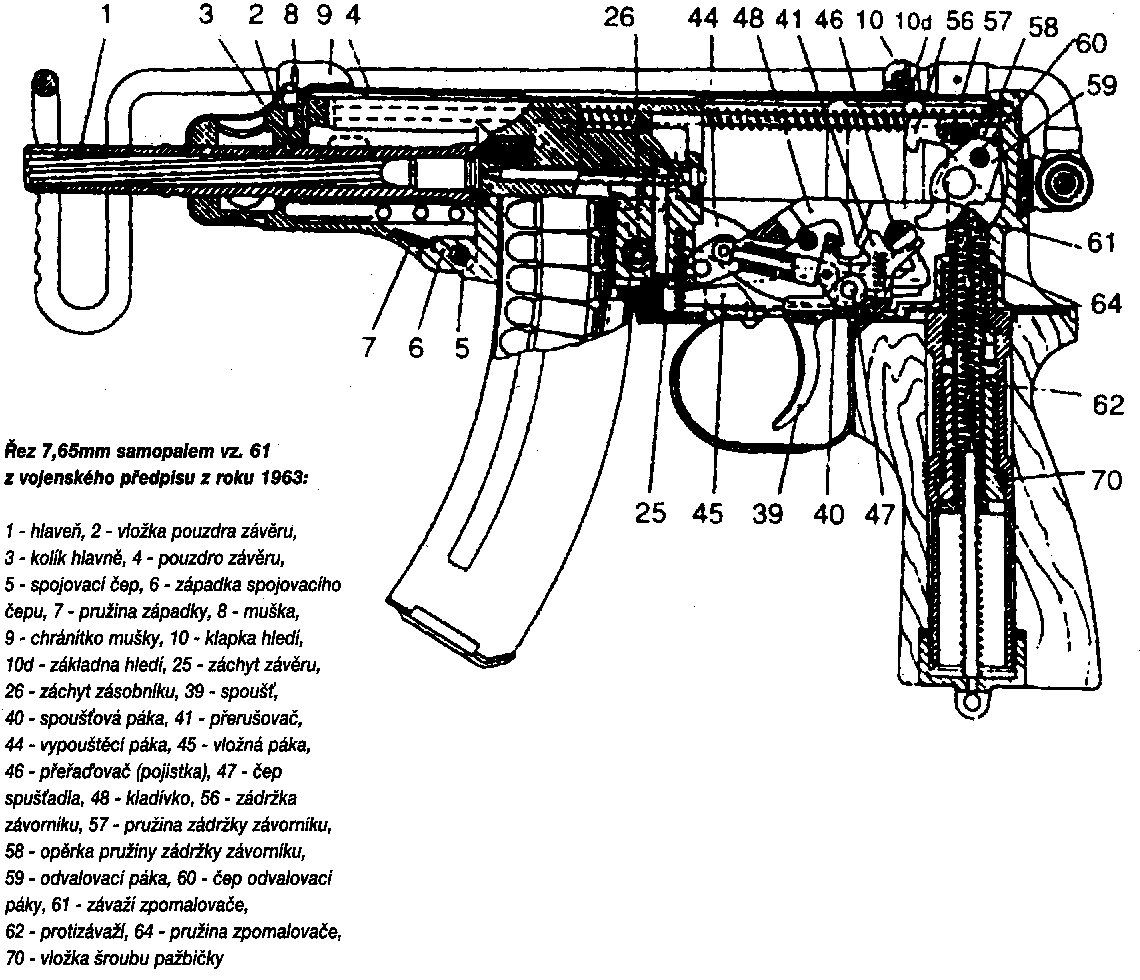 1 3 2 8 9 4 26 44 48 41 46 10 10d 56 57 58
60
59
61
64
7 6 5
62
70
25 45 39 40 47
Řez 7,65mm samopalem vz. 61
z vojenského předpisu z roku 1963:
1 - hlaveň, 2 - vložka pouzdra závěru,
3 - kolík hlavně, 4 - pouzdro závěru,
5 - spojovací čep, 6 - západka spojovacího
čepu, 7 - pružina západky, 8 - muška,
9 - chránítko mušky, 10 - klapka hledí,
10d - základna hledí, 25 - záchyt závěru,
26 - záchyt zásobníku, 39 - spoušť,
40 - spoušťová páka, 41 - přerušovač,
44 - vypouštěcí páka, 45 - vložná páka,
46 - přeřaďovač (pojistka), 47 - čep
spušťadla, 48 - kladívko, 56 - zádržka
závorníku, 57 - pružina zádržky závorníku,
58 - opěrka pružiny zádržky závorníku,
59 - odvalovací páka, 60 - čep odvalovací
páky, 61 - závaží zpomalovače,
62 - protizávaží, 64 - pružina zpomalovače,
70 - vložka šroubu pažbičky